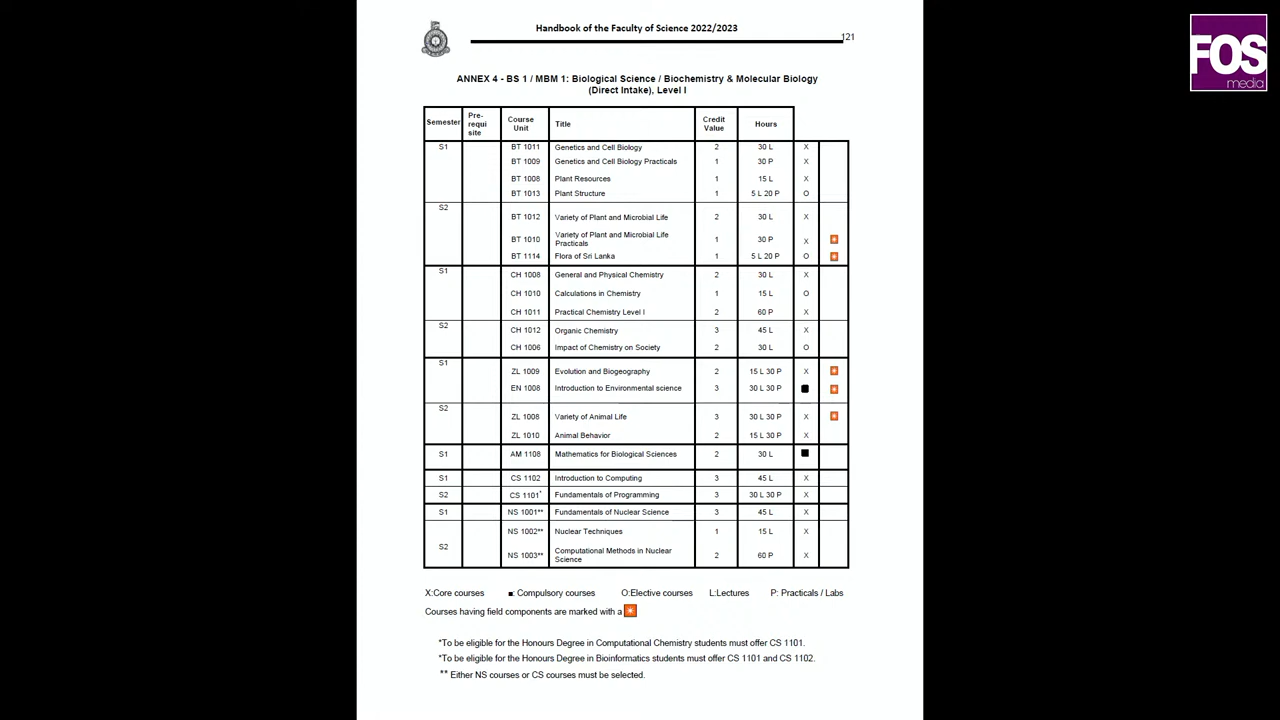 Handbook of the Faculty of Science 2022/2023
121
FOS
media
ANNEX 4 - BS 1 / MBM 1: Biological Science / Biochemistry & Molecular Biology
(Direct Intake), Level I
Semester Pre-requi site Course Unit Title Credit Value Hours
S1 BT 1011 Genetics and Cell Biology 2 30 L X
BT 1009 Genetics and Cell Biology Practicals 1 30 P X
BT 1008 Plant Resources 1 15 L X
BT 1013 Plant Structure 1 5 L 20 P O
S2
BT 1012 Variety of Plant and Microbial Life 2 30 L X
BT 1010 Variety of Plant and Microbial Life Practicals 1 30 P X
BT 1114 Flora of Sri Lanka 1 5 L 20 P O
S1 CH 1008 General and Physical Chemistry 2 30 L X
CH 1010 Calculations in Chemistry 1 15 L O
CH 1011 Practical Chemistry Level I 2 60 P X
S2 CH 1012 Organic Chemistry 3 45 L X
CH 1006 Impact of Chemistry on Society 2 30 L O
S1 ZL 1009 Evolution and Biogeography 2 15 L 30 P X
EN 1008 Introduction to Environmental science 3 30 L 30 P ■
S2 ZL 1008 Variety of Animal Life 3 30 L 30 P X
ZL 1010 Animal Behavior 2 15 L 30 P X
S1 AM 1108 Mathematics for Biological Sciences 2 30 L ■
S1 CS 1102 Introduction to Computing 3 45 L X
S2 CS 1101* Fundamentals of Programming 3 30 L 30 P X
S1 NS 1001** Fundamentals of Nuclear Science 3 45 L X
NS 1002** Nuclear Techniques 1 15 L X
S2 NS 1003** Computational Methods in Nuclear Science 2 60 P X
X:Core courses ■: Compulsory courses O:Elective courses L:Lectures P: Practicals / Labs
Courses having field components are marked with a
*To be eligible for the Honours Degree in Computational Chemistry students must offer CS 1101.
*To be eligible for the Honours Degree in Bioinformatics students must offer CS 1101 and CS 1102.
** Either NS courses or CS courses must be selected.